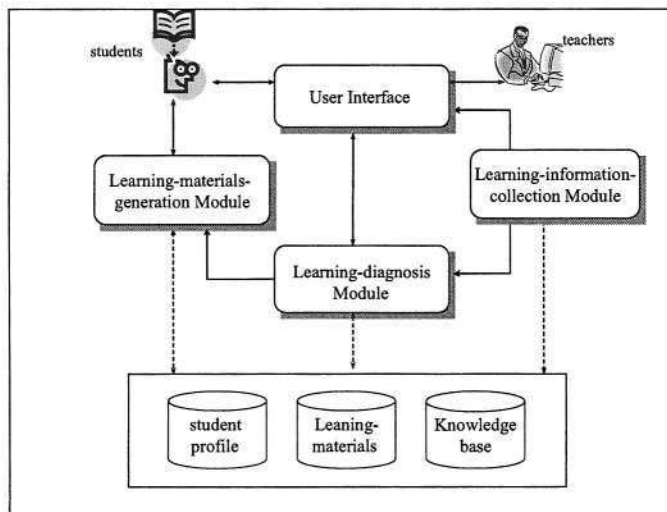 students
teachers
User Interface
Learning-materials-
generation Module
Learning-information-
collection Module
Learning-diagnosis
Module
student
profile
Leaning-
materials
Knowledge
base